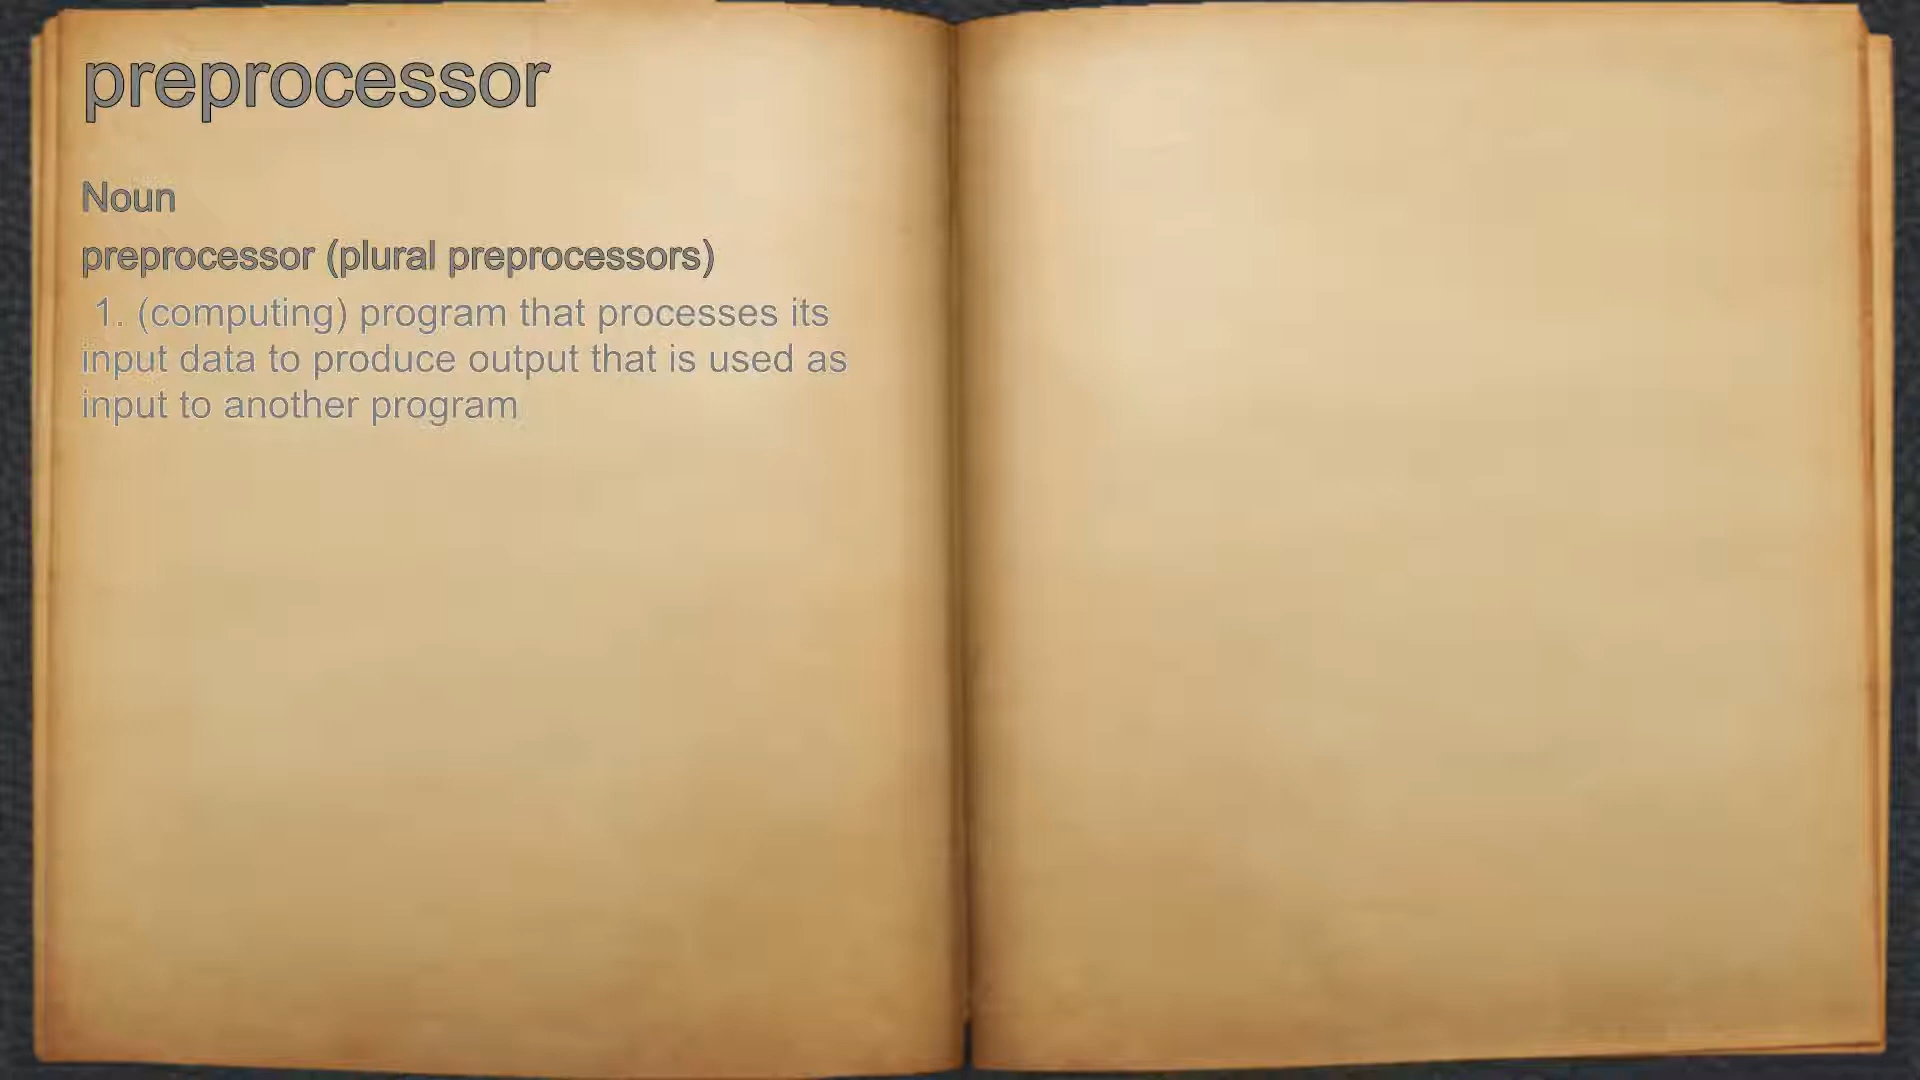 preprocessor
Noun
preprocessor (plural preprocessors)
1. (computing) program that processes its
input data to produce output that is used as
input to another program